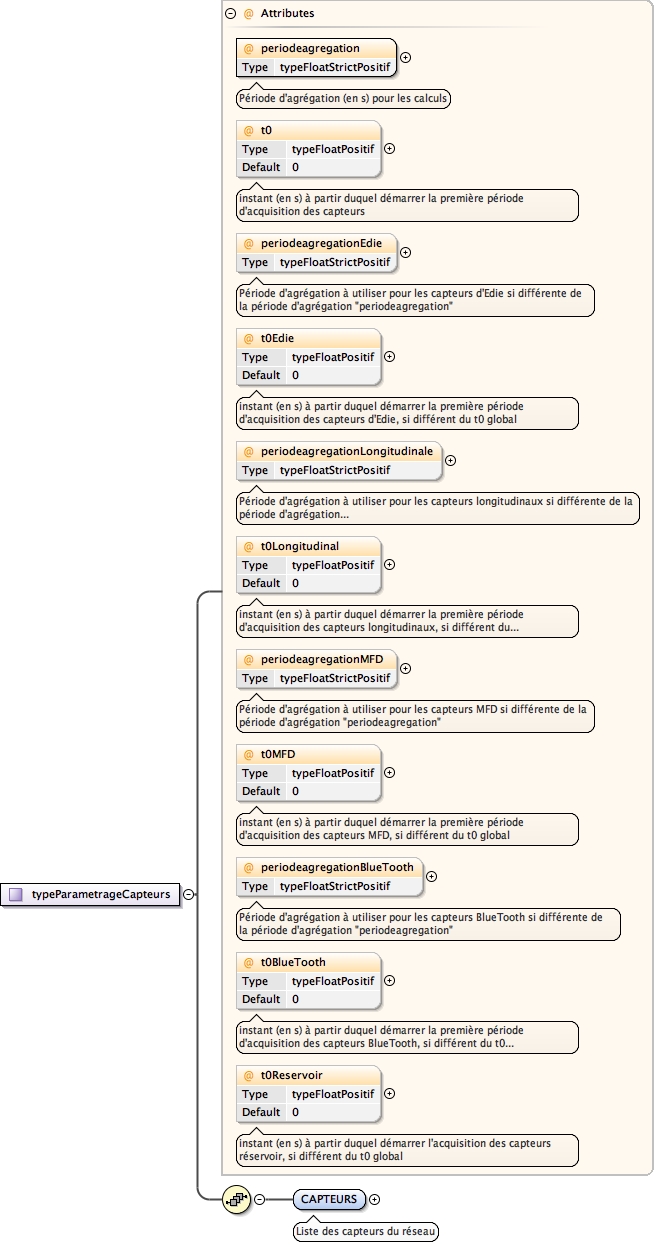 @ Attributes
@ periodeagregation
Type typeFloatStrictPositif
Période d'agrégation (en s) pour les calculs
@ t0
Type typeFloatPositif
Default 0
instant (en s) à partir duquel démarrer la première période
d'acquisition des capteurs
@ periodeagregationEdie
Type typeFloatStrictPositif
Période d'agrégation à utiliser pour les capteurs d'Edie si différente de
la période d'agrégation "periodeagregation"
@ t0Edie
Type typeFloatPositif
Default 0
instant (en s) à partir duquel démarrer la première période
d'acquisition des capteurs d'Edie, si différent du t0 global
@ periodeagregationLongitudinale
Type typeFloatStrictPositif
Période d'agrégation à utiliser pour les capteurs longitudinaux si différente de la
période d'agrégation...
@ t0Longitudinal
Type typeFloatPositif
Default 0
instant (en s) à partir duquel démarrer la première période
d'acquisition des capteurs longitudinaux, si différent du...
@ periodeagregationMFD
Type typeFloatStrictPositif
Période d'agrégation à utiliser pour les capteurs MFD si différente de la
période d'agrégation "periodeagregation"
@ t0MFD
Type typeFloatPositif
Default 0
instant (en s) à partir duquel démarrer la première période
d'acquisition des capteurs MFD, si différent du t0 global
@ periodeagregationBlueTooth
Type typeFloatStrictPositif
typeParametrageCapteurs
Période d'agrégation à utiliser pour les capteurs BlueTooth si différente de
la période d'agrégation "periodeagregation"
@ t0BlueTooth
Type typeFloatPositif
Default 0
instant (en s) à partir duquel démarrer la première période
d'acquisition des capteurs BlueTooth, si différent du t0...
@ t0Reservoir
Type typeFloatPositif
Default 0
instant (en s) à partir duquel démarrer l'acquisition des capteurs
réservoir, si différent du t0 global
CAPTEURS
Liste des capteurs du réseau